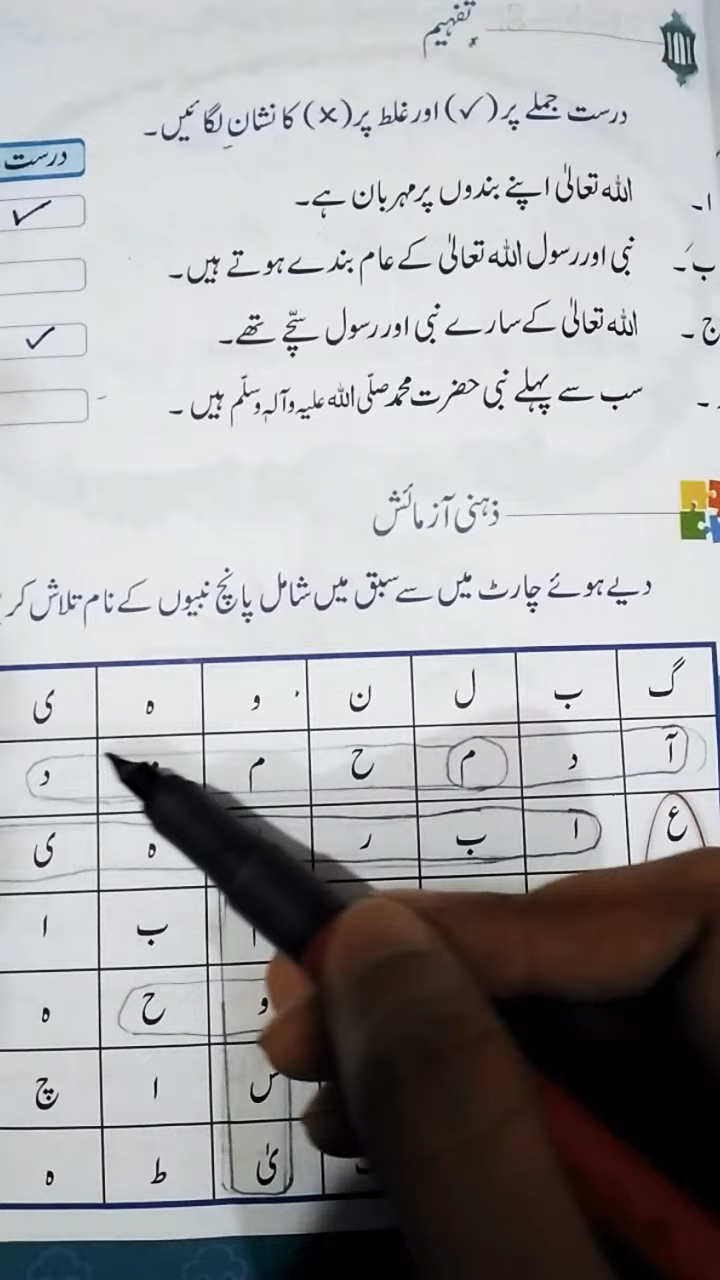 تفہیم
درست جملے پر (✓) اور غلط پر (×) کا نشان لگائیں۔
درست
ا۔ اللہ تعالیٰ اپنے بندوں پر مہربان ہے۔ ✓
ب۔ نبی اور رسول اللہ تعالیٰ کے عام بندے ہوتے ہیں۔
ج۔ اللہ تعالیٰ کے سارے نبی اور رسول سچّے تھے۔ ✓
سب سے پہلے نبی حضرت محمد صلّی اللہ علیہ وآلہٖ وسلّم ہیں۔
ذہنی آزمائش
دیے ہوئے چارٹ میں سے سبق میں شامل پانچ نبیوں کے نام تلاش کر
گ ب ل ن و ہ ی
آ د م ح م د
ع ا ب ر ہ ی
ب ا
و ح ہ
س ا چ
یٰ ط ہ